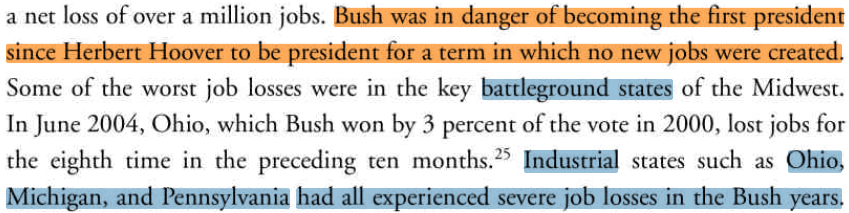 a net loss of over a million jobs. Bush was in danger of becoming the first president
since Herbert Hoover to be president for a term in which no new jobs were created.
Some of the worst job losses were in the key battleground states of the Midwest.
In June 2004, Ohio, which Bush won by 3 percent of the vote in 2000, lost jobs for
the eighth time in the preceding ten months.25 Industrial states such as Ohio,
Michigan, and Pennsylvania had all experienced severe job losses in the Bush years.